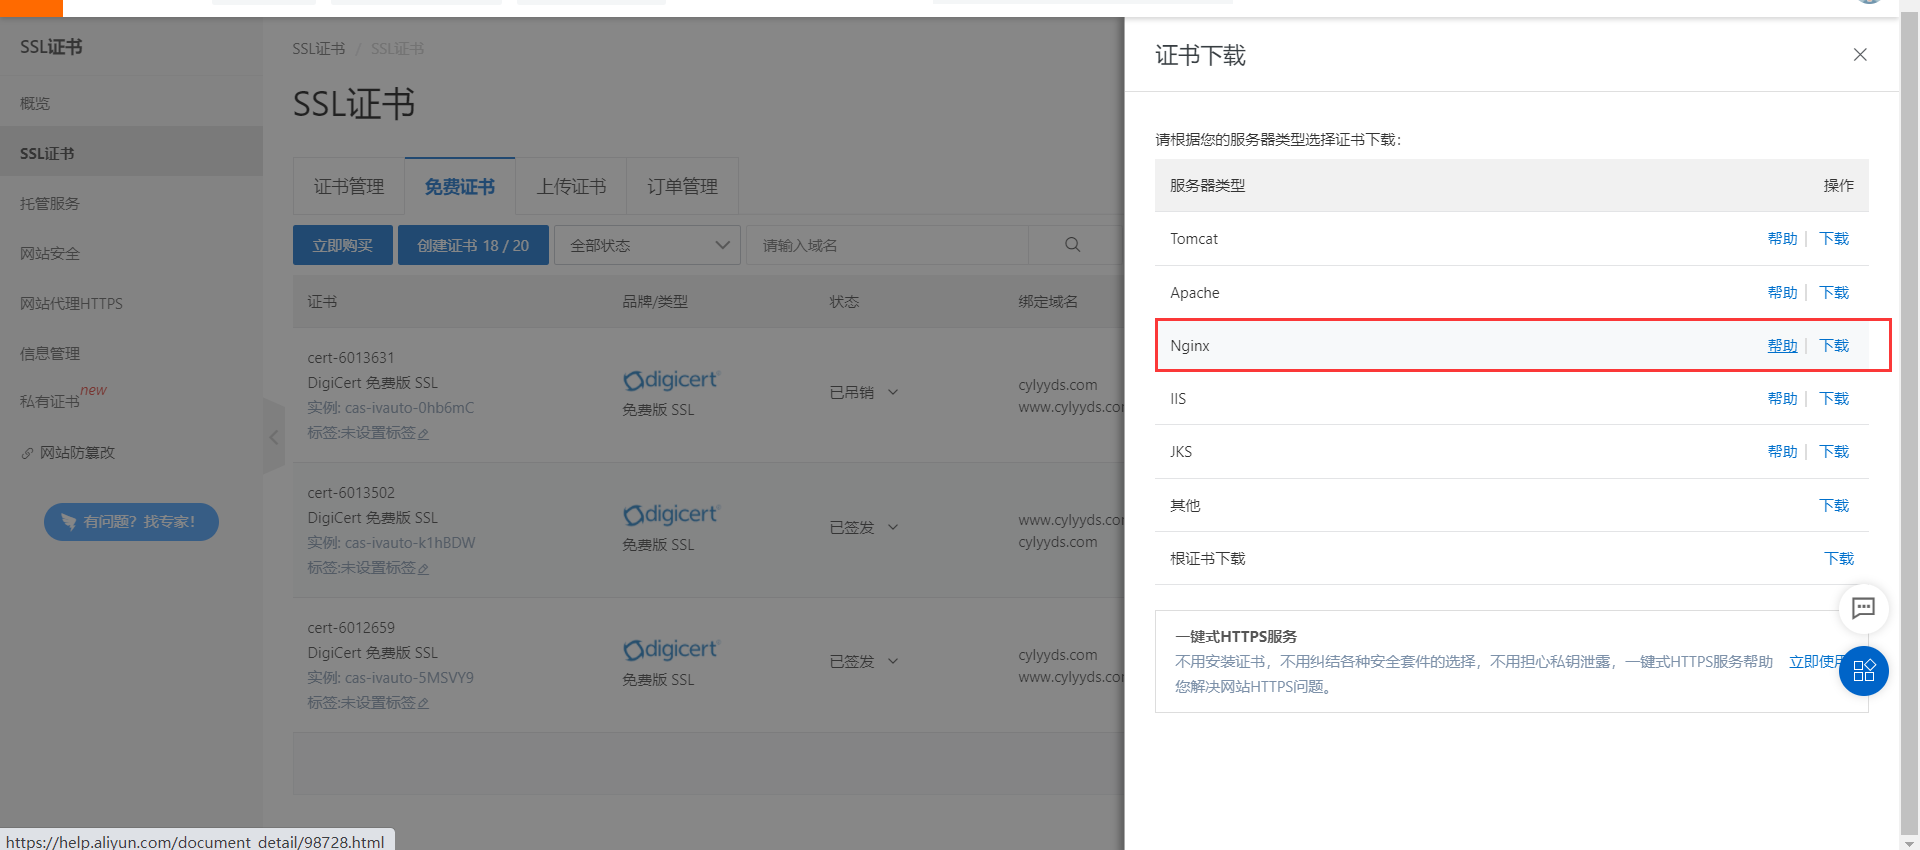 SSL证书
概览
SSL证书
托管服务
网站安全
网站代理HTTPS
信息管理
私有证书 new
网站防篡改
有问题？找专家！
SSL证书 / SSL证书
SSL证书
证书管理 免费证书 上传证书 订单管理
立即购买 创建证书 18 / 20 全部状态 请输入域名
证书 品牌/类型 状态 绑定域名
cert-6013631
DigiCert 免费版 SSL
实例: cas-ivauto-0hb6mC
标签:未设置标签
digicert
免费版 SSL
已吊销
cylyyds.com
www.cylyyds.com
cert-6013502
DigiCert 免费版 SSL
实例: cas-ivauto-k1hBDW
标签:未设置标签
digicert
免费版 SSL
已签发
www.cylyyds.com
cylyyds.com
cert-6012659
DigiCert 免费版 SSL
实例: cas-ivauto-5MSVY9
标签:未设置标签
digicert
免费版 SSL
已签发
cylyyds.com
www.cylyyds.com
证书下载
请根据您的服务器类型选择证书下载：
服务器类型 操作
Tomcat 帮助 | 下载
Apache 帮助 | 下载
Nginx 帮助 | 下载
IIS 帮助 | 下载
JKS 帮助 | 下载
其他 下载
根证书下载 下载
一键式HTTPS服务
不用安装证书，不用纠结各种安全套件的选择，不用担心私钥泄露，一键式HTTPS服务帮助 立即使用
您解决网站HTTPS问题。
https://help.aliyun.com/document_detail/98728.html